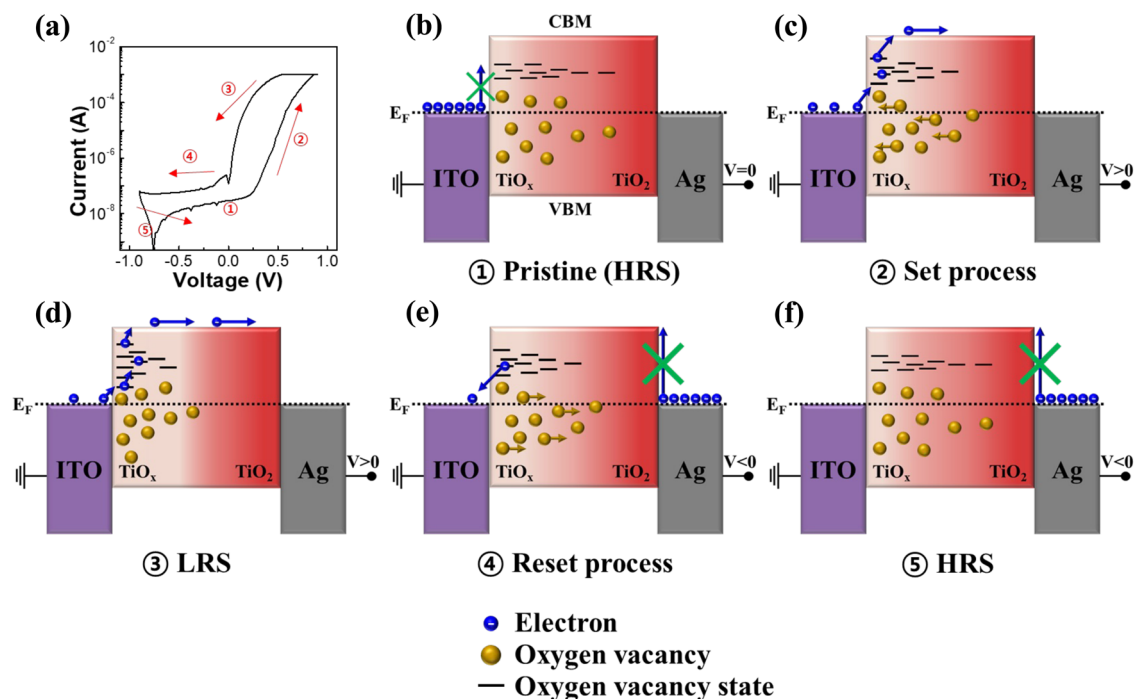 (a)
Current (A)
10⁻²
10⁻⁴
10⁻⁶
10⁻⁸
③
②
④
①
⑤
-1.0 -0.5 0.0 0.5 1.0
Voltage (V)
(b)
CBM
E_F
ITO
TiOₓ
TiO₂
Ag
V=0
VBM
① Pristine (HRS)
(c)
E_F
ITO
TiOₓ
TiO₂
Ag
V>0
② Set process
(d)
E_F
ITO
TiOₓ
TiO₂
Ag
V>0
③ LRS
(e)
E_F
ITO
TiOₓ
TiO₂
Ag
V<0
④ Reset process
(f)
E_F
ITO
TiOₓ
TiO₂
Ag
V<0
⑤ HRS
Electron
Oxygen vacancy
Oxygen vacancy state